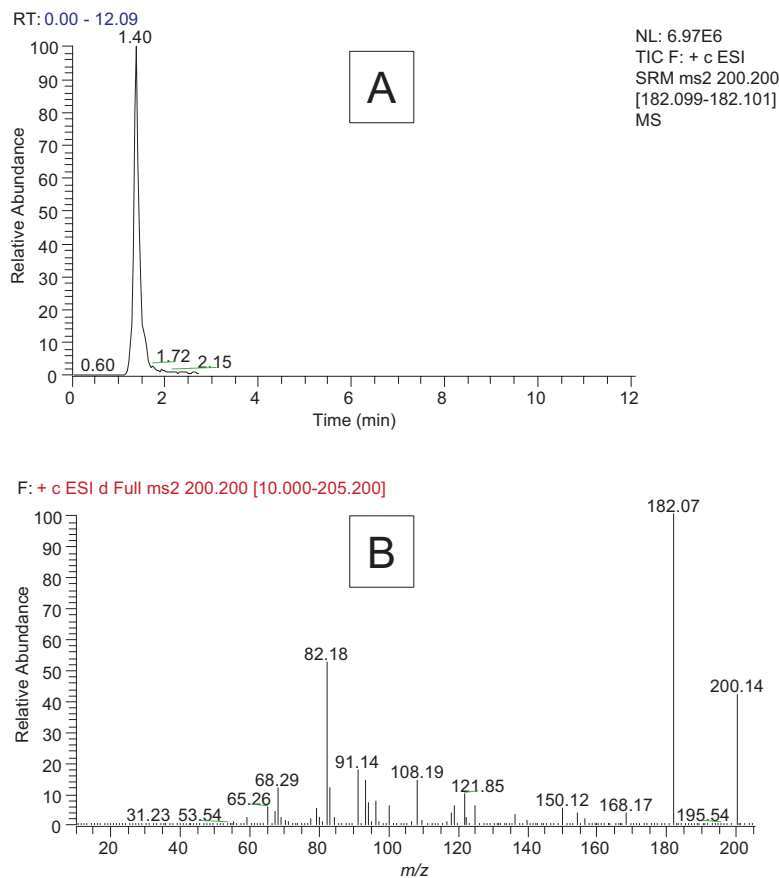 RT: 0.00 - 12.09
1.40
NL: 6.97E6
TIC F: + c ESI
SRM ms2 200.200
[182.099-182.101]
MS
A
100
90
80
70
60
50
40
30
20
10
0
Relative Abundance
0.60
1.72
2.15
0 2 4 6 8 10 12
Time (min)
F: + c ESI d Full ms2 200.200 [10.000-205.200]
B
100
90
80
70
60
50
40
30
20
10
0
Relative Abundance
182.07
200.14
82.18
91.14
108.19
68.29
121.85
65.26
150.12
168.17
31.23
53.54
195.54
20 40 60 80 100 120 140 160 180 200
m/z